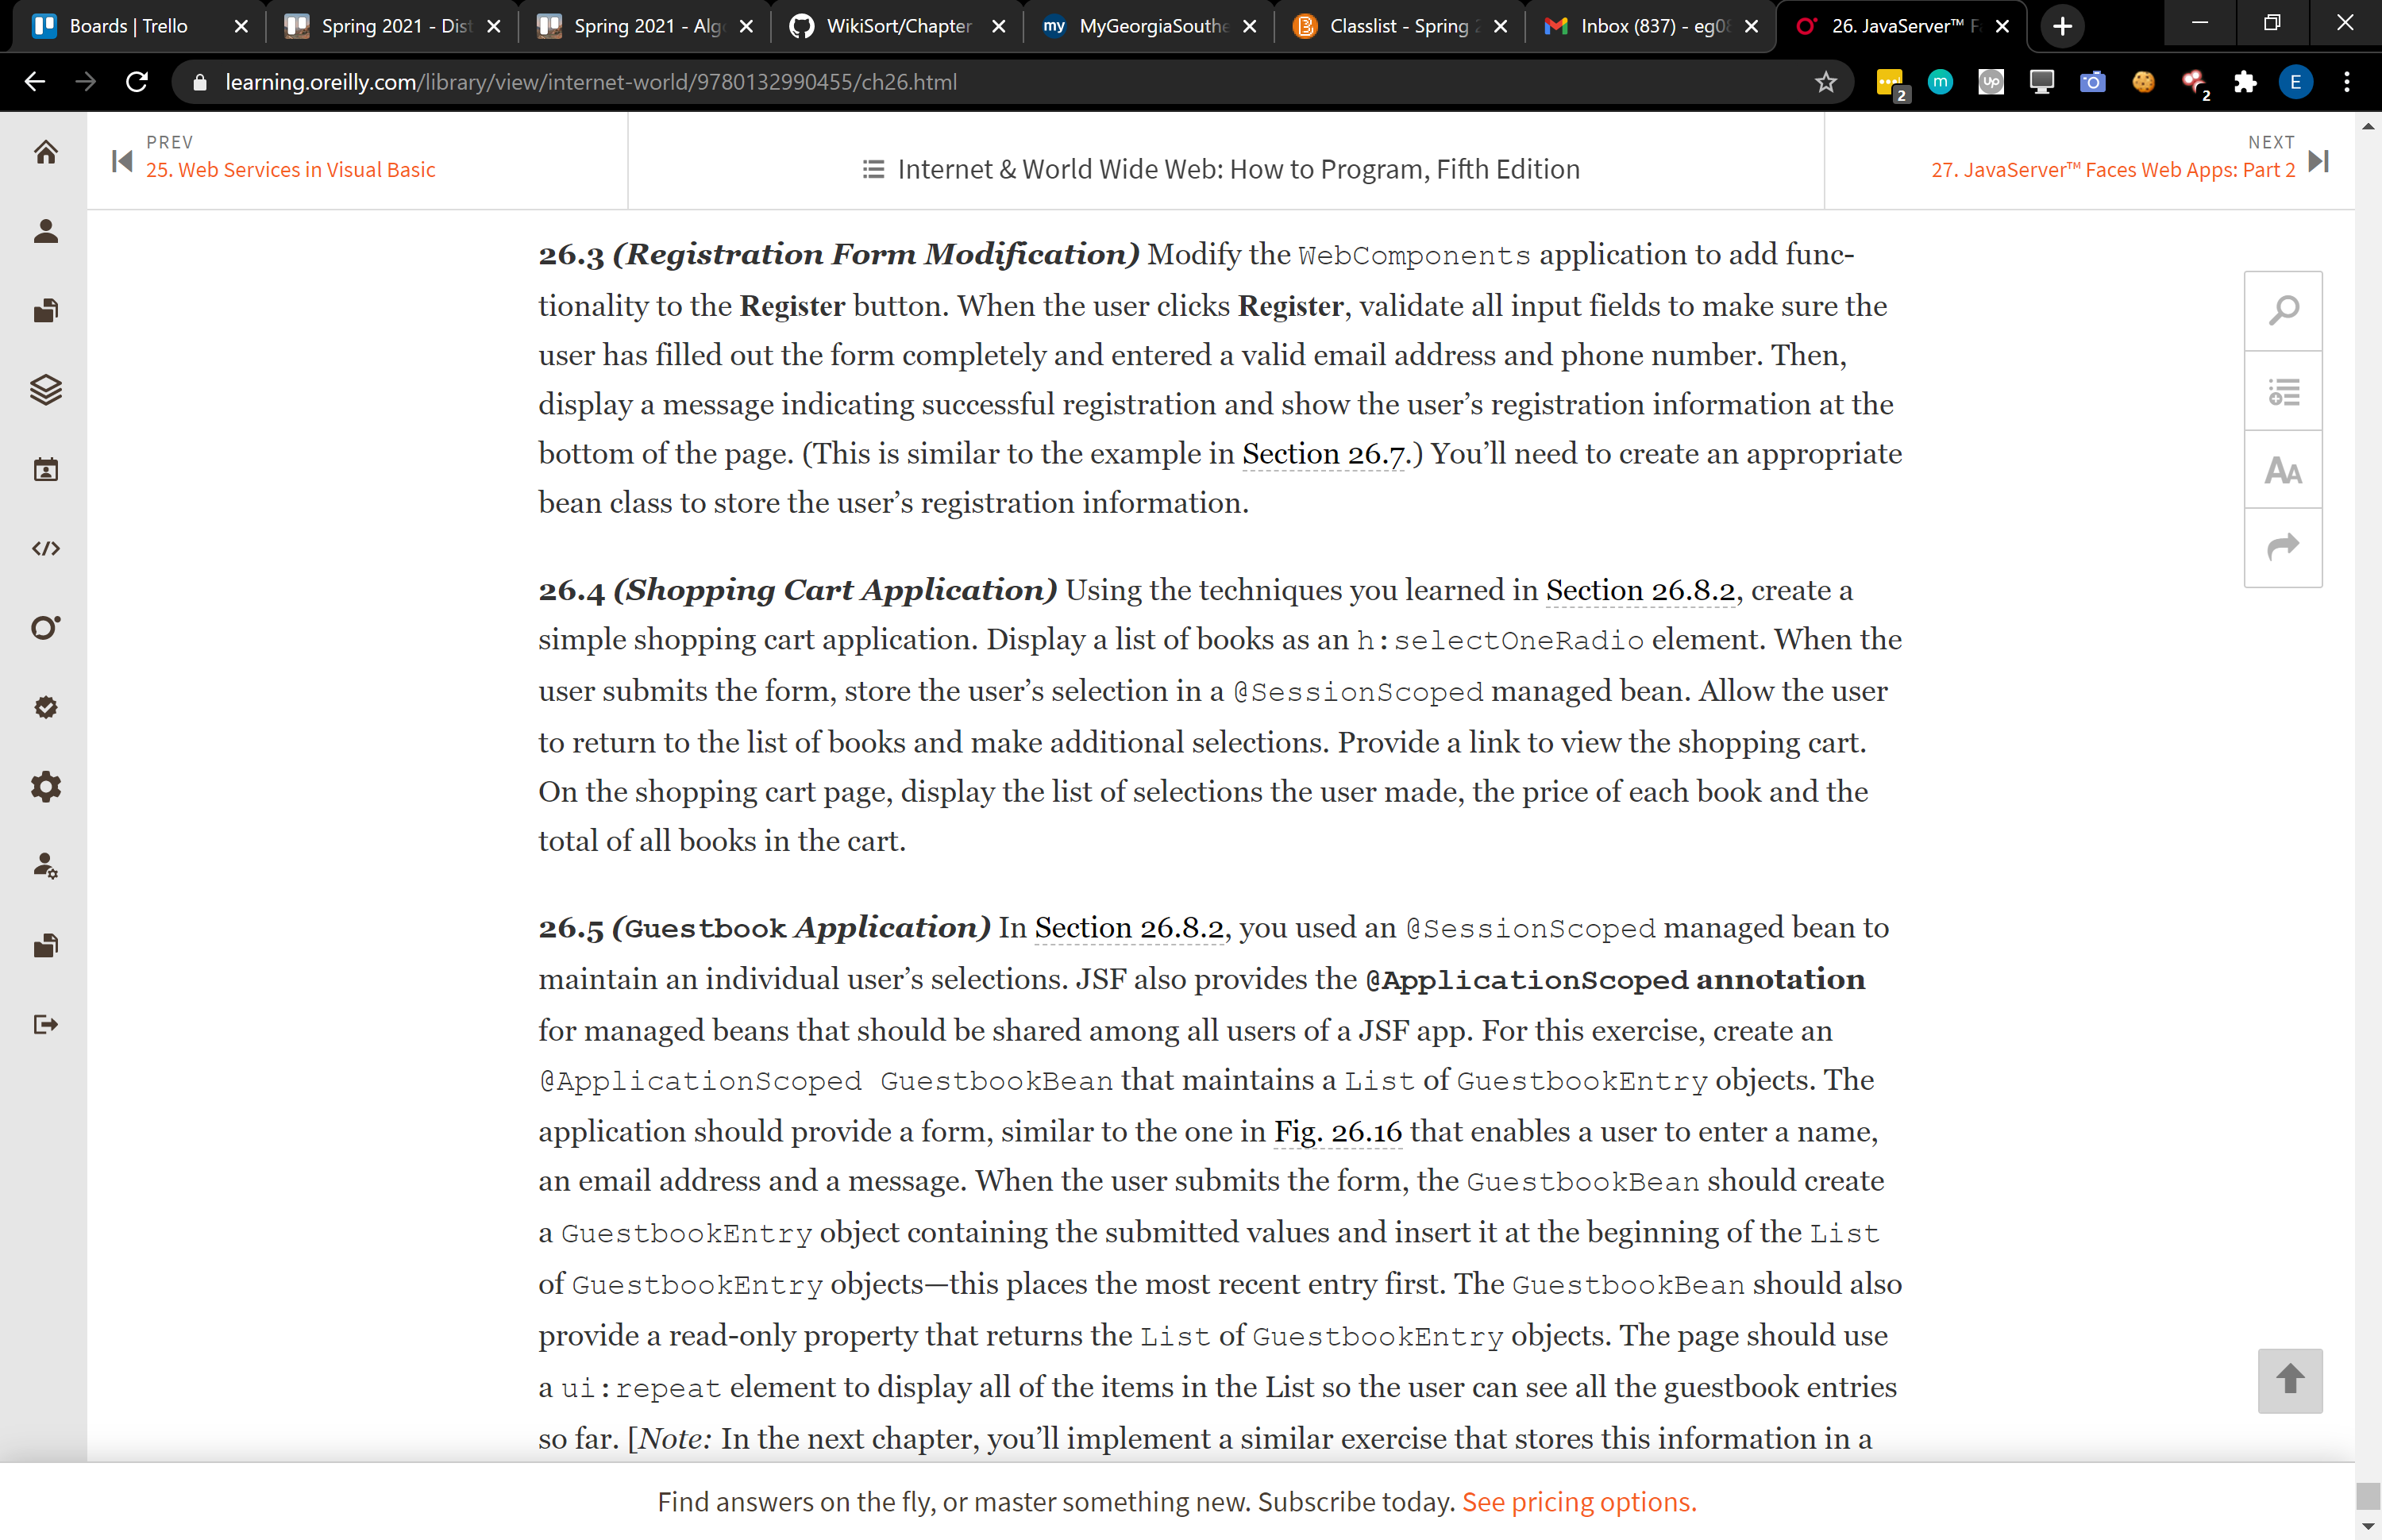 Boards | Trello
Spring 2021 - Dist
Spring 2021 - Algo
WikiSort/Chapter
my MyGeorgiaSouthe
Classlist - Spring 2
Inbox (837) - eg08
26. JavaServer™ F
learning.oreilly.com/library/view/internet-world/9780132990455/ch26.html
2
m
up
2
E
PREV
25. Web Services in Visual Basic
Internet & World Wide Web: How to Program, Fifth Edition
NEXT
27. JavaServer™ Faces Web Apps: Part 2
26.3 (Registration Form Modification) Modify the WebComponents application to add func-
tionality to the Register button. When the user clicks Register, validate all input fields to make sure the
user has filled out the form completely and entered a valid email address and phone number. Then,
display a message indicating successful registration and show the user’s registration information at the
bottom of the page. (This is similar to the example in Section 26.7.) You’ll need to create an appropriate
bean class to store the user’s registration information.
26.4 (Shopping Cart Application) Using the techniques you learned in Section 26.8.2, create a
simple shopping cart application. Display a list of books as an h:selectOneRadio element. When the
user submits the form, store the user’s selection in a @SessionScoped managed bean. Allow the user
to return to the list of books and make additional selections. Provide a link to view the shopping cart.
On the shopping cart page, display the list of selections the user made, the price of each book and the
total of all books in the cart.
26.5 (Guestbook Application) In Section 26.8.2, you used an @SessionScoped managed bean to
maintain an individual user’s selections. JSF also provides the @ApplicationScoped annotation
for managed beans that should be shared among all users of a JSF app. For this exercise, create an
@ApplicationScoped GuestbookBean that maintains a List of GuestbookEntry objects. The
application should provide a form, similar to the one in Fig. 26.16 that enables a user to enter a name,
an email address and a message. When the user submits the form, the GuestbookBean should create
a GuestbookEntry object containing the submitted values and insert it at the beginning of the List
of GuestbookEntry objects—this places the most recent entry first. The GuestbookBean should also
provide a read-only property that returns the List of GuestbookEntry objects. The page should use
a ui:repeat element to display all of the items in the List so the user can see all the guestbook entries
so far. [Note: In the next chapter, you’ll implement a similar exercise that stores this information in a
AA
Find answers on the fly, or master something new. Subscribe today. See pricing options.